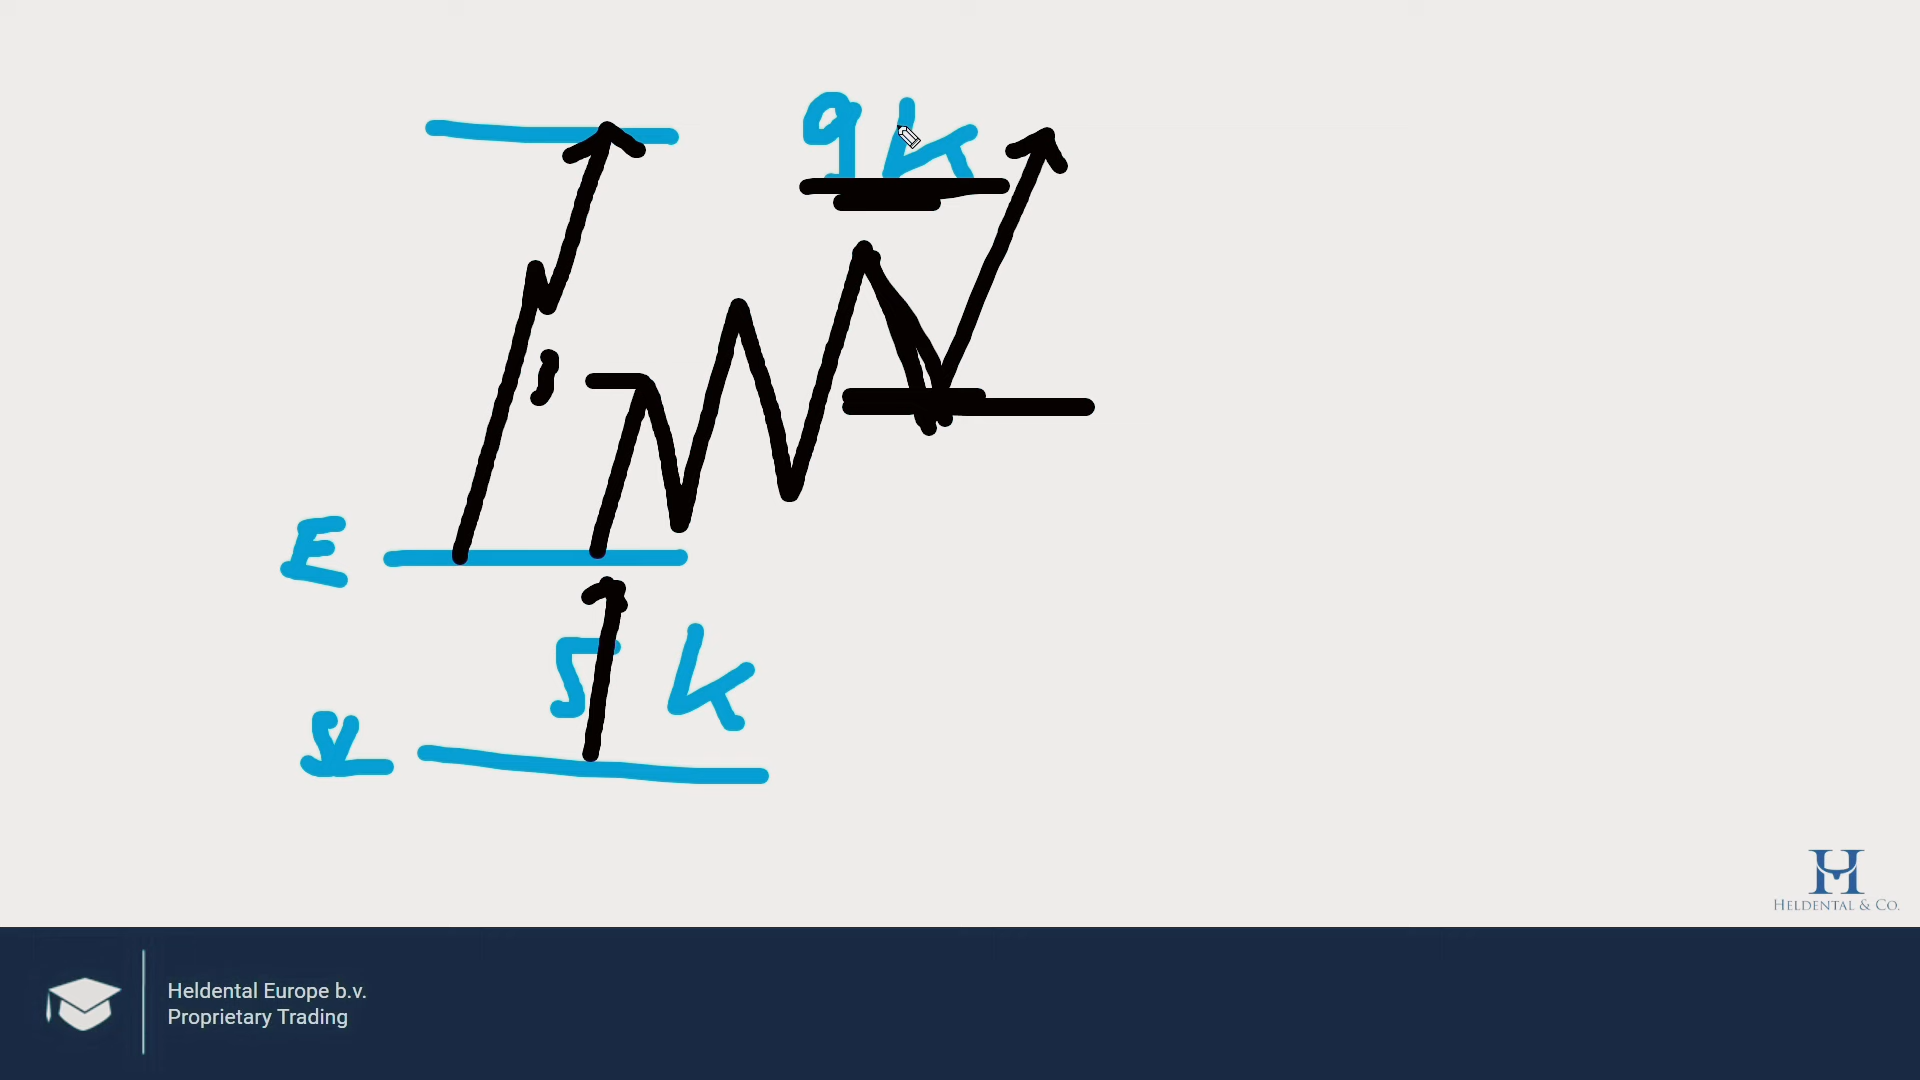 9k
E
5k
HELDENTAL & CO.
Heldental Europe b.v.
Proprietary Trading